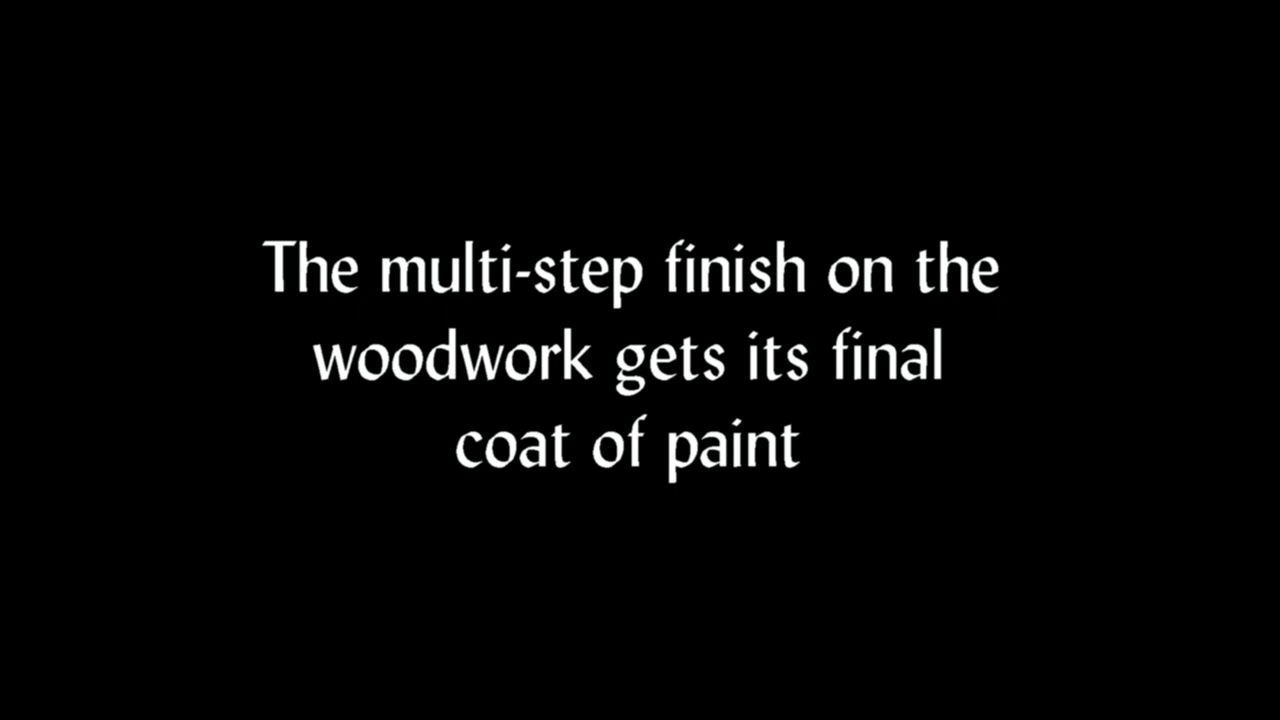 The multi-step finish on the
woodwork gets its final
coat of paint